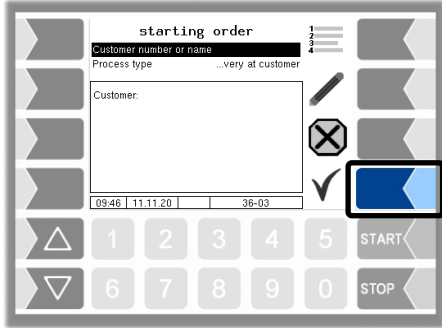 starting order
Customer number or name
Process type ...very at customer
Customer:
09:46 11.11.20 36-03
1
2
3
4
1 2 3 4 5 START
6 7 8 9 0 STOP